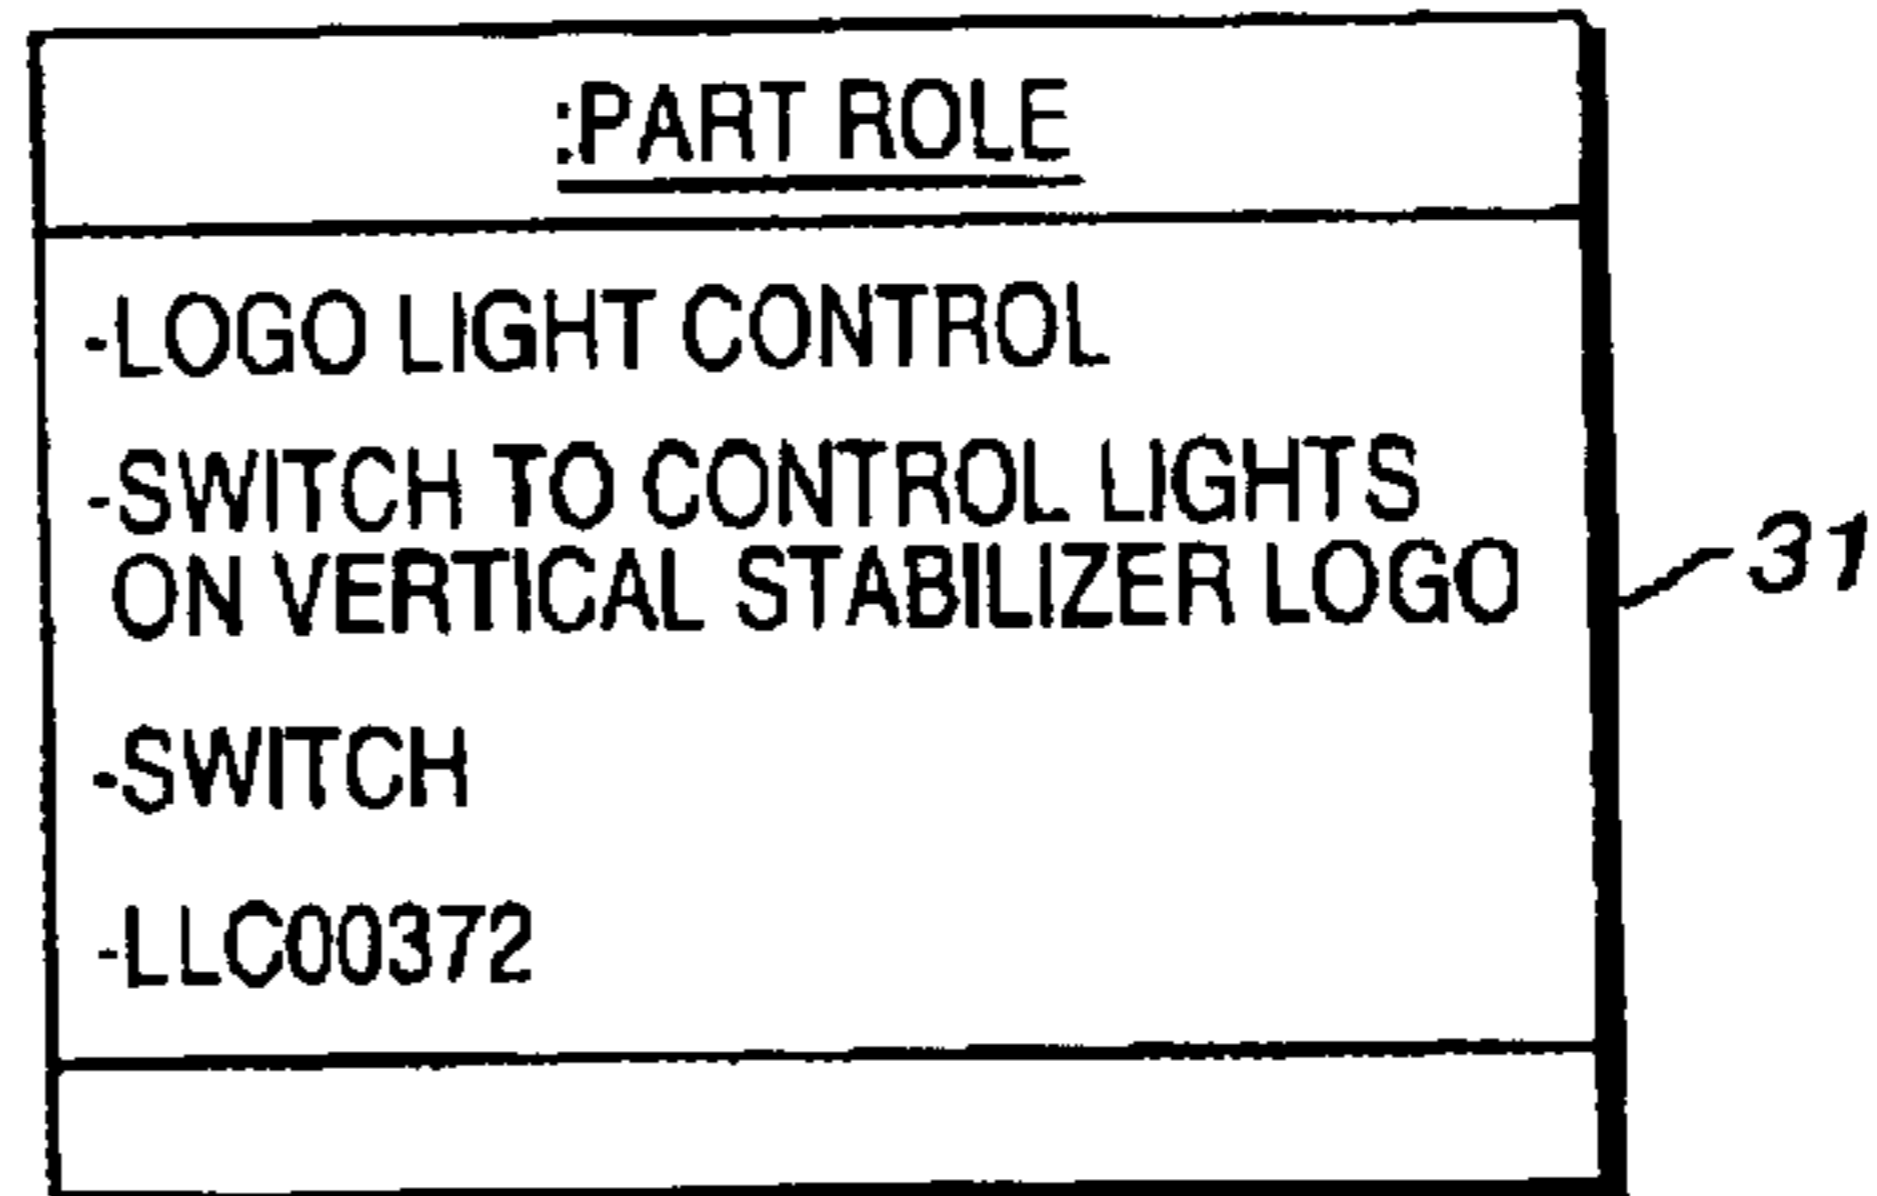 :PART ROLE
-LOGO LIGHT CONTROL
-SWITCH TO CONTROL LIGHTS
ON VERTICAL STABILIZER LOGO
31
-SWITCH
-LLC00372